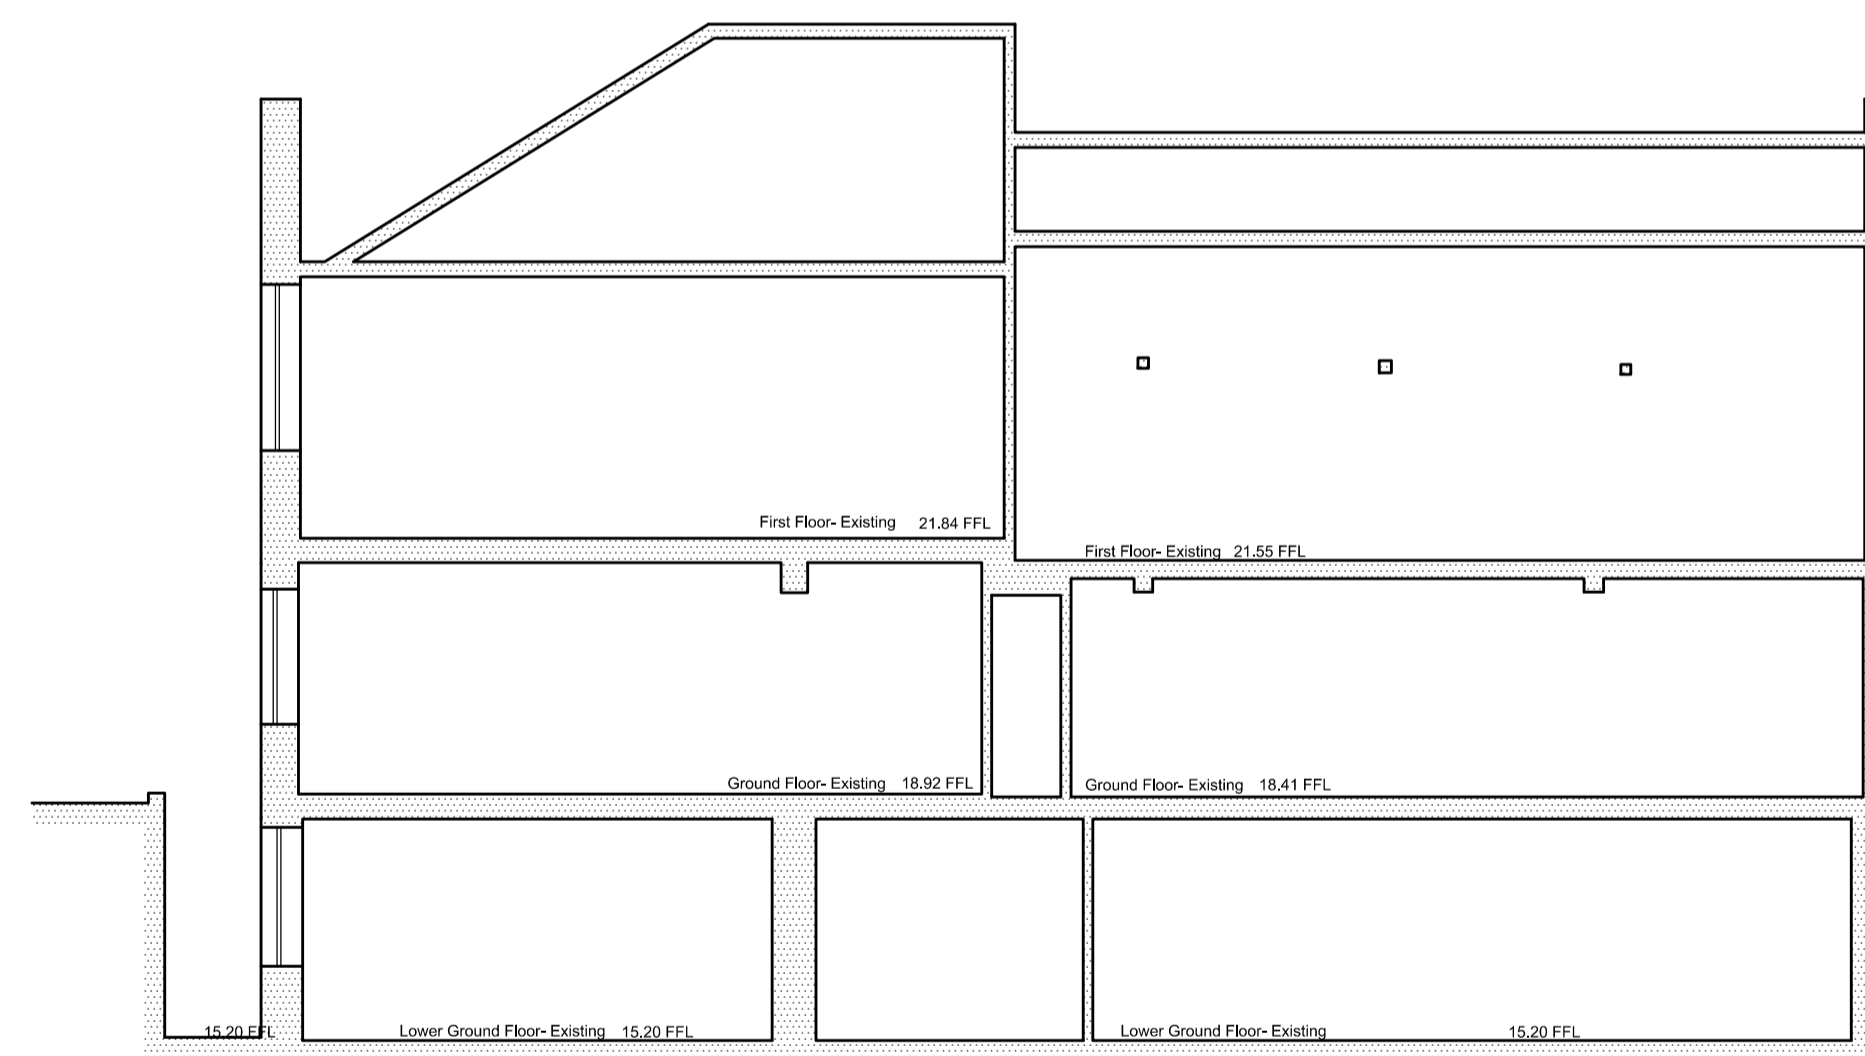 First Floor- Existing 21.84 FFL
First Floor- Existing 21.55 FFL
Ground Floor- Existing 18.92 FFL
Ground Floor- Existing 18.41 FFL
15.20 FFL
Lower Ground Floor- Existing 15.20 FFL
Lower Ground Floor- Existing 15.20 FFL